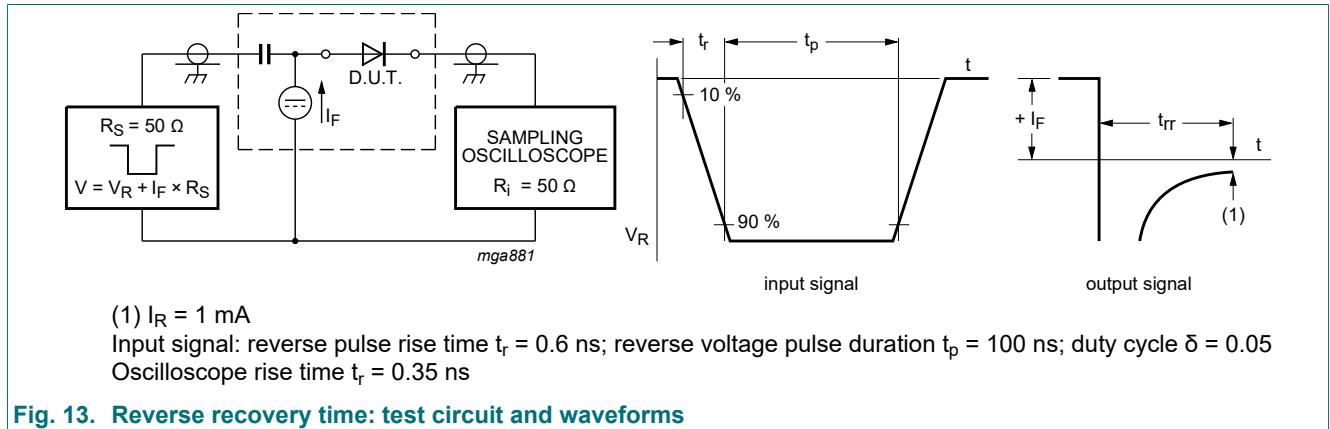 D.U.T.
I_F
R_S = 50 Ω
V = V_R + I_F × R_S
SAMPLING
OSCILLOSCOPE
R_i = 50 Ω
mga881
t_r
t_p
t
10 %
90 %
V_R
input signal
+ I_F
t_rr
t
(1)
output signal
(1) I_R = 1 mA
Input signal: reverse pulse rise time t_r = 0.6 ns; reverse voltage pulse duration t_p = 100 ns; duty cycle δ = 0.05
Oscilloscope rise time t_r = 0.35 ns
Fig. 13. Reverse recovery time: test circuit and waveforms